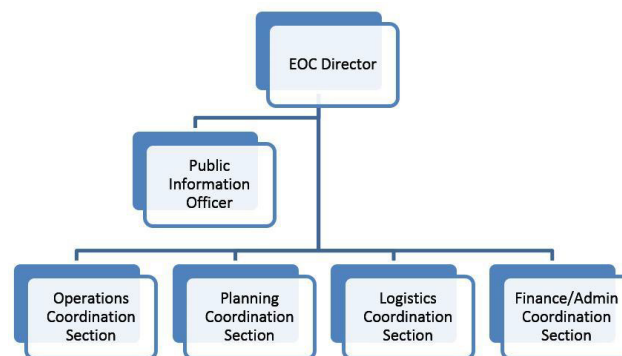 EOC Director
Public
Information
Officer
Operations
Coordination
Section
Planning
Coordination
Section
Logistics
Coordination
Section
Finance/Admin
Coordination
Section